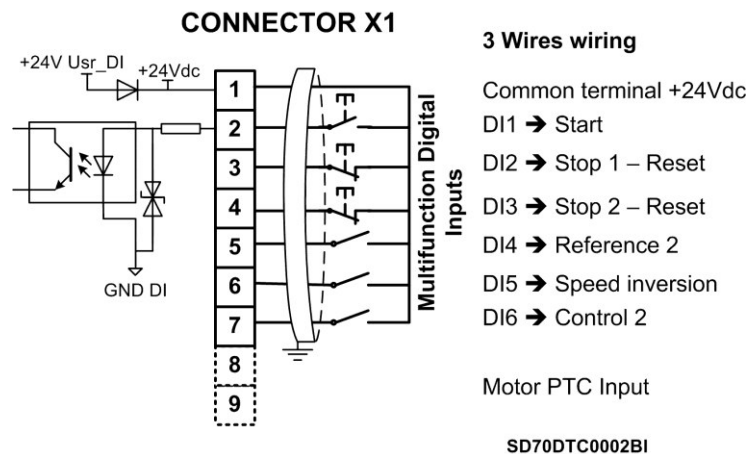 CONNECTOR X1
+24V Usr_DI
+24Vdc
GND DI
1
2
3
4
5
6
7
8
9
Multifunction Digital
Inputs
3 Wires wiring
Common terminal +24Vdc
DI1 ➔ Start
DI2 ➔ Stop 1 – Reset
DI3 ➔ Stop 2 – Reset
DI4 ➔ Reference 2
DI5 ➔ Speed inversion
DI6 ➔ Control 2
Motor PTC Input
SD70DTC0002BI